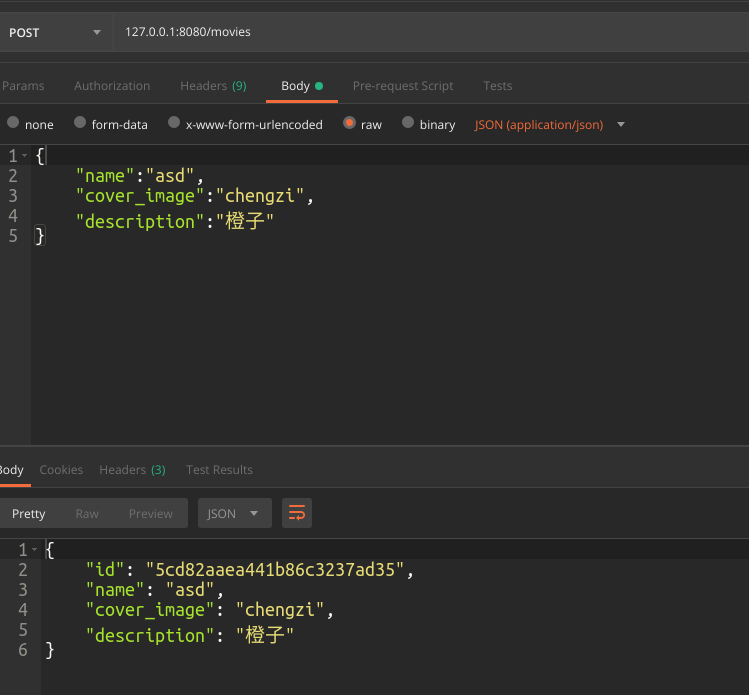 POST 127.0.0.1:8080/movies
Params Authorization Headers (9) Body Pre-request Script Tests
none form-data x-www-form-urlencoded raw binary JSON (application/json)
1 {
2 "name":"asd",
3 "cover_image":"chengzi",
4 "description":"橙子"
5 }
Body Cookies Headers (3) Test Results
Pretty Raw Preview JSON
1 {
2 "id": "5cd82aaea441b86c3237ad35",
3 "name": "asd",
4 "cover_image": "chengzi",
5 "description": "橙子"
6 }